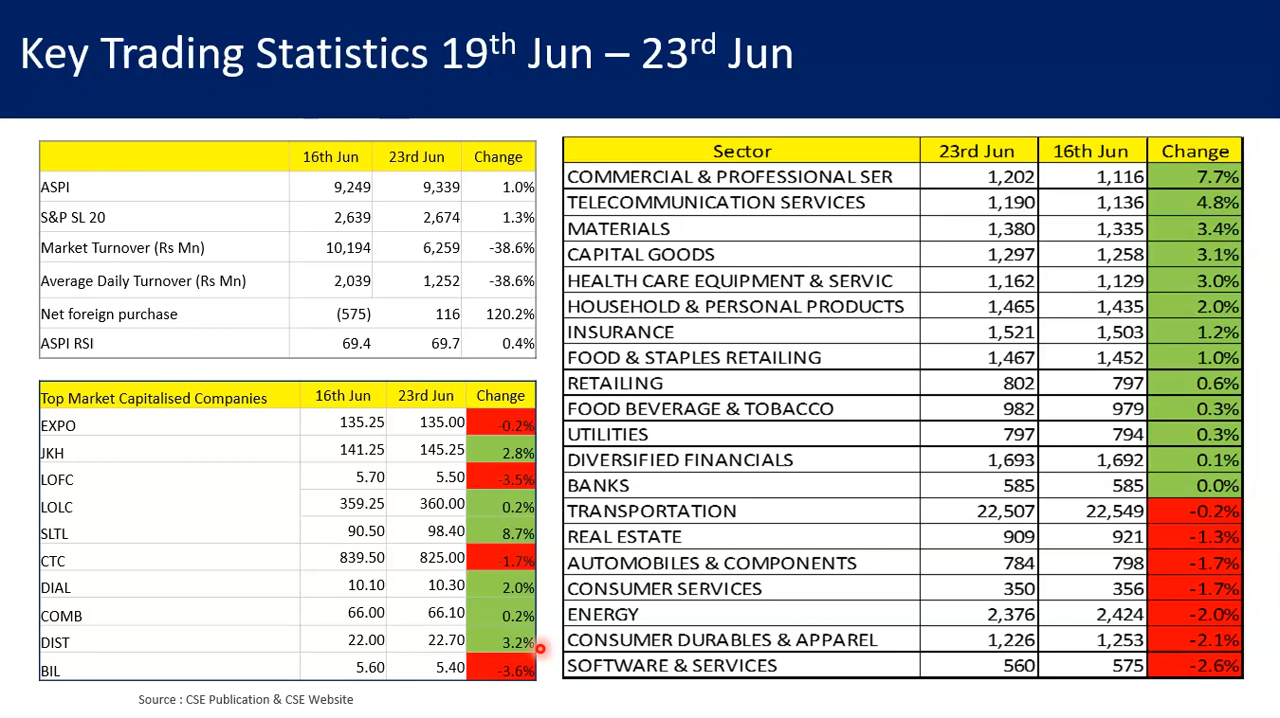 Key Trading Statistics 19th Jun – 23rd Jun
16th Jun 23rd Jun Change
ASPI 9,249 9,339 1.0%
S&P SL 20 2,639 2,674 1.3%
Market Turnover (Rs Mn) 10,194 6,259 -38.6%
Average Daily Turnover (Rs Mn) 2,039 1,252 -38.6%
Net foreign purchase (575) 116 120.2%
ASPI RSI 69.4 69.7 0.4%
Top Market Capitalised Companies 16th Jun 23rd Jun Change
EXPO 135.25 135.00 -0.2%
JKH 141.25 145.25 2.8%
LOFC 5.70 5.50 -3.5%
LOLC 359.25 360.00 0.2%
SLTL 90.50 98.40 8.7%
CTC 839.50 825.00 -1.7%
DIAL 10.10 10.30 2.0%
COMB 66.00 66.10 0.2%
DIST 22.00 22.70 3.2%
BIL 5.60 5.40 -3.6%
Source : CSE Publication & CSE Website
Sector 23rd Jun 16th Jun Change
COMMERCIAL & PROFESSIONAL SER 1,202 1,116 7.7%
TELECOMMUNICATION SERVICES 1,190 1,136 4.8%
MATERIALS 1,380 1,335 3.4%
CAPITAL GOODS 1,297 1,258 3.1%
HEALTH CARE EQUIPMENT & SERVIC 1,162 1,129 3.0%
HOUSEHOLD & PERSONAL PRODUCTS 1,465 1,435 2.0%
INSURANCE 1,521 1,503 1.2%
FOOD & STAPLES RETAILING 1,467 1,452 1.0%
RETAILING 802 797 0.6%
FOOD BEVERAGE & TOBACCO 982 979 0.3%
UTILITIES 797 794 0.3%
DIVERSIFIED FINANCIALS 1,693 1,692 0.1%
BANKS 585 585 0.0%
TRANSPORTATION 22,507 22,549 -0.2%
REAL ESTATE 909 921 -1.3%
AUTOMOBILES & COMPONENTS 784 798 -1.7%
CONSUMER SERVICES 350 356 -1.7%
ENERGY 2,376 2,424 -2.0%
CONSUMER DURABLES & APPAREL 1,226 1,253 -2.1%
SOFTWARE & SERVICES 560 575 -2.6%